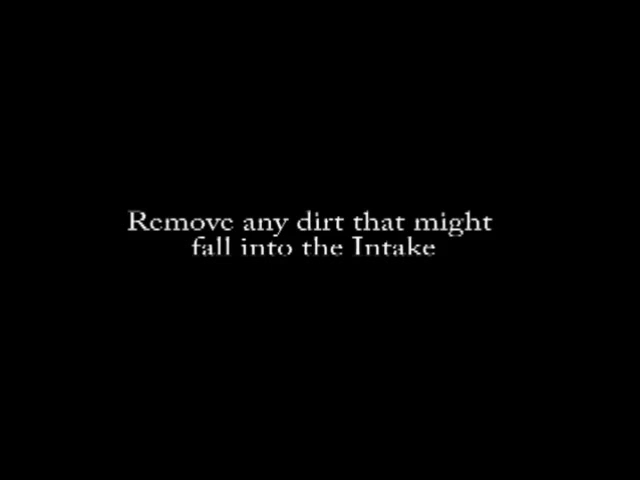 Remove any dirt that might
fall into the Intake